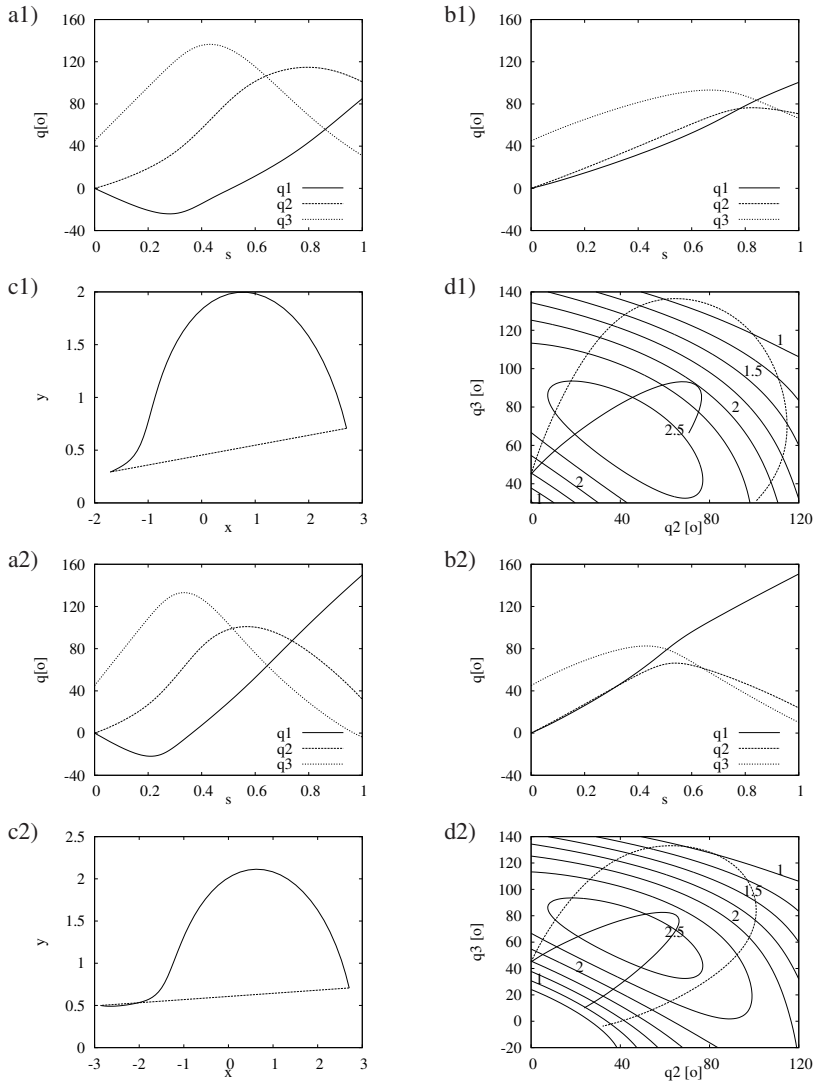 a1)
160
120
80
40
0
-40
q[o]
0 0.2 0.4 0.6 0.8 1
s
q1
q2
q3
b1)
160
120
80
40
0
-40
q[o]
0 0.2 0.4 0.6 0.8 1
s
q1
q2
q3
c1)
2
1.5
1
0.5
0
y
-2 -1 0 1 2 3
x
d1)
140
120
100
80
60
40
q3 [o]
0 40 80 120
q2 [o]
1
1.5
2
2.5
2
1
a2)
160
120
80
40
0
-40
q[o]
0 0.2 0.4 0.6 0.8 1
s
q1
q2
q3
b2)
160
120
80
40
0
-40
q[o]
0 0.2 0.4 0.6 0.8 1
s
q1
q2
q3
c2)
2.5
2
1.5
1
0.5
0
y
-3 -2 -1 0 1 2 3
x
d2)
140
120
100
80
60
40
20
0
-20
q3 [o]
0 40 80 120
q2 [o]
1
1.5
2
2.5
2
1